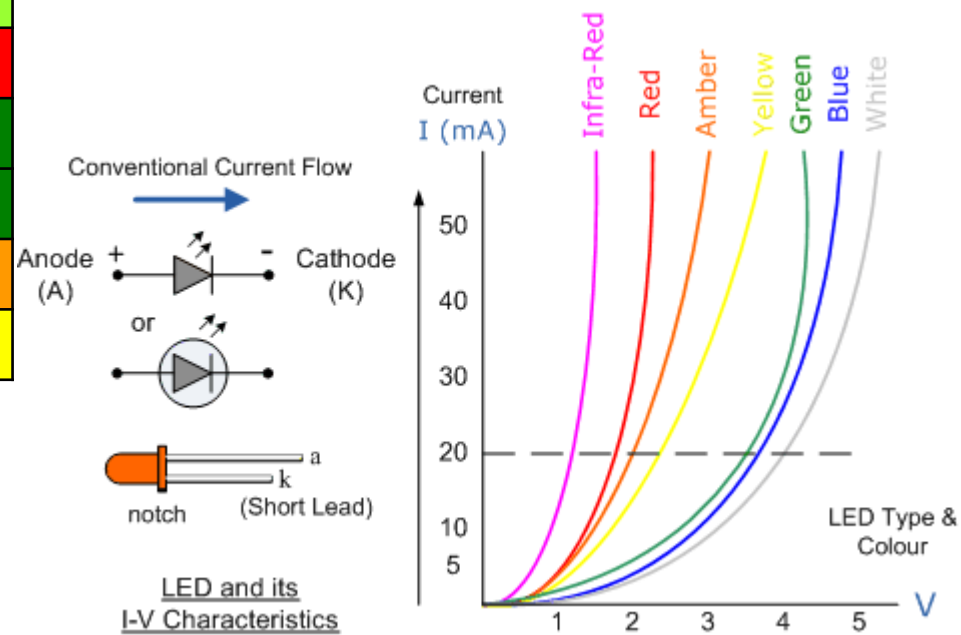 Conventional Current Flow
Anode
(A)
+
-
Cathode
(K)
or
a
k
(Short Lead)
notch
LED and its
I-V Characteristics
Current
I (mA)
50
40
30
20
10
5
Infra-Red
Red
Amber
Yellow
Green
Blue
White
LED Type &
Colour
1
2
3
4
5
V